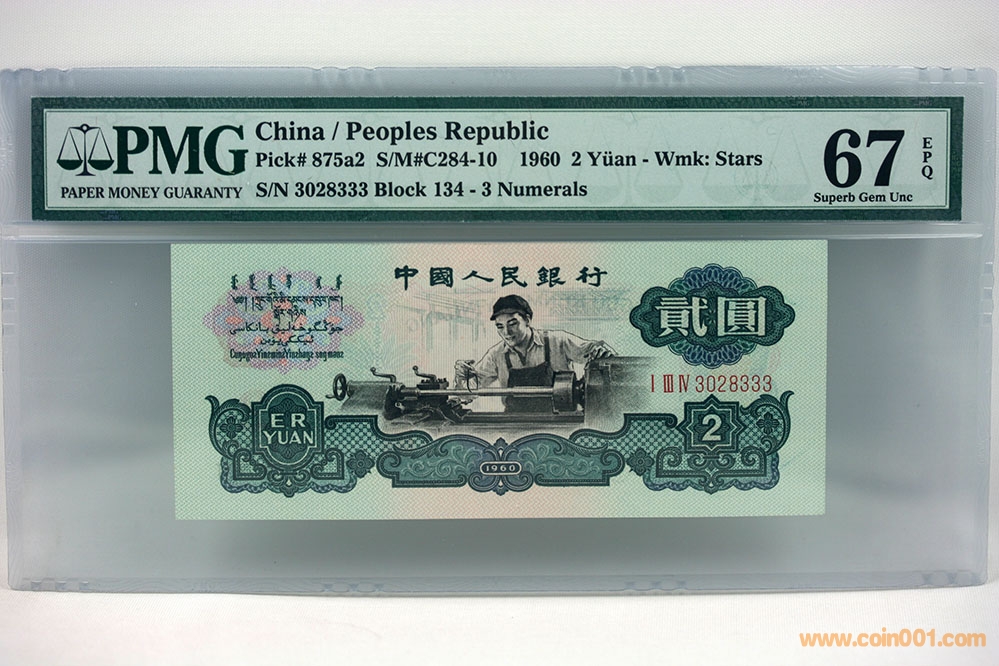 PMG
PAPER MONEY GUARANTY
China / Peoples Republic
Pick# 875a2 S/M#C284-10 1960 2 Yüan - Wmk: Stars
S/N 3028333 Block 134 - 3 Numerals
67
EPQ
Superb Gem Unc
中國人民銀行
貳圓
I III IV 3028333
ER
YUAN
1960
2
www.coin001.com